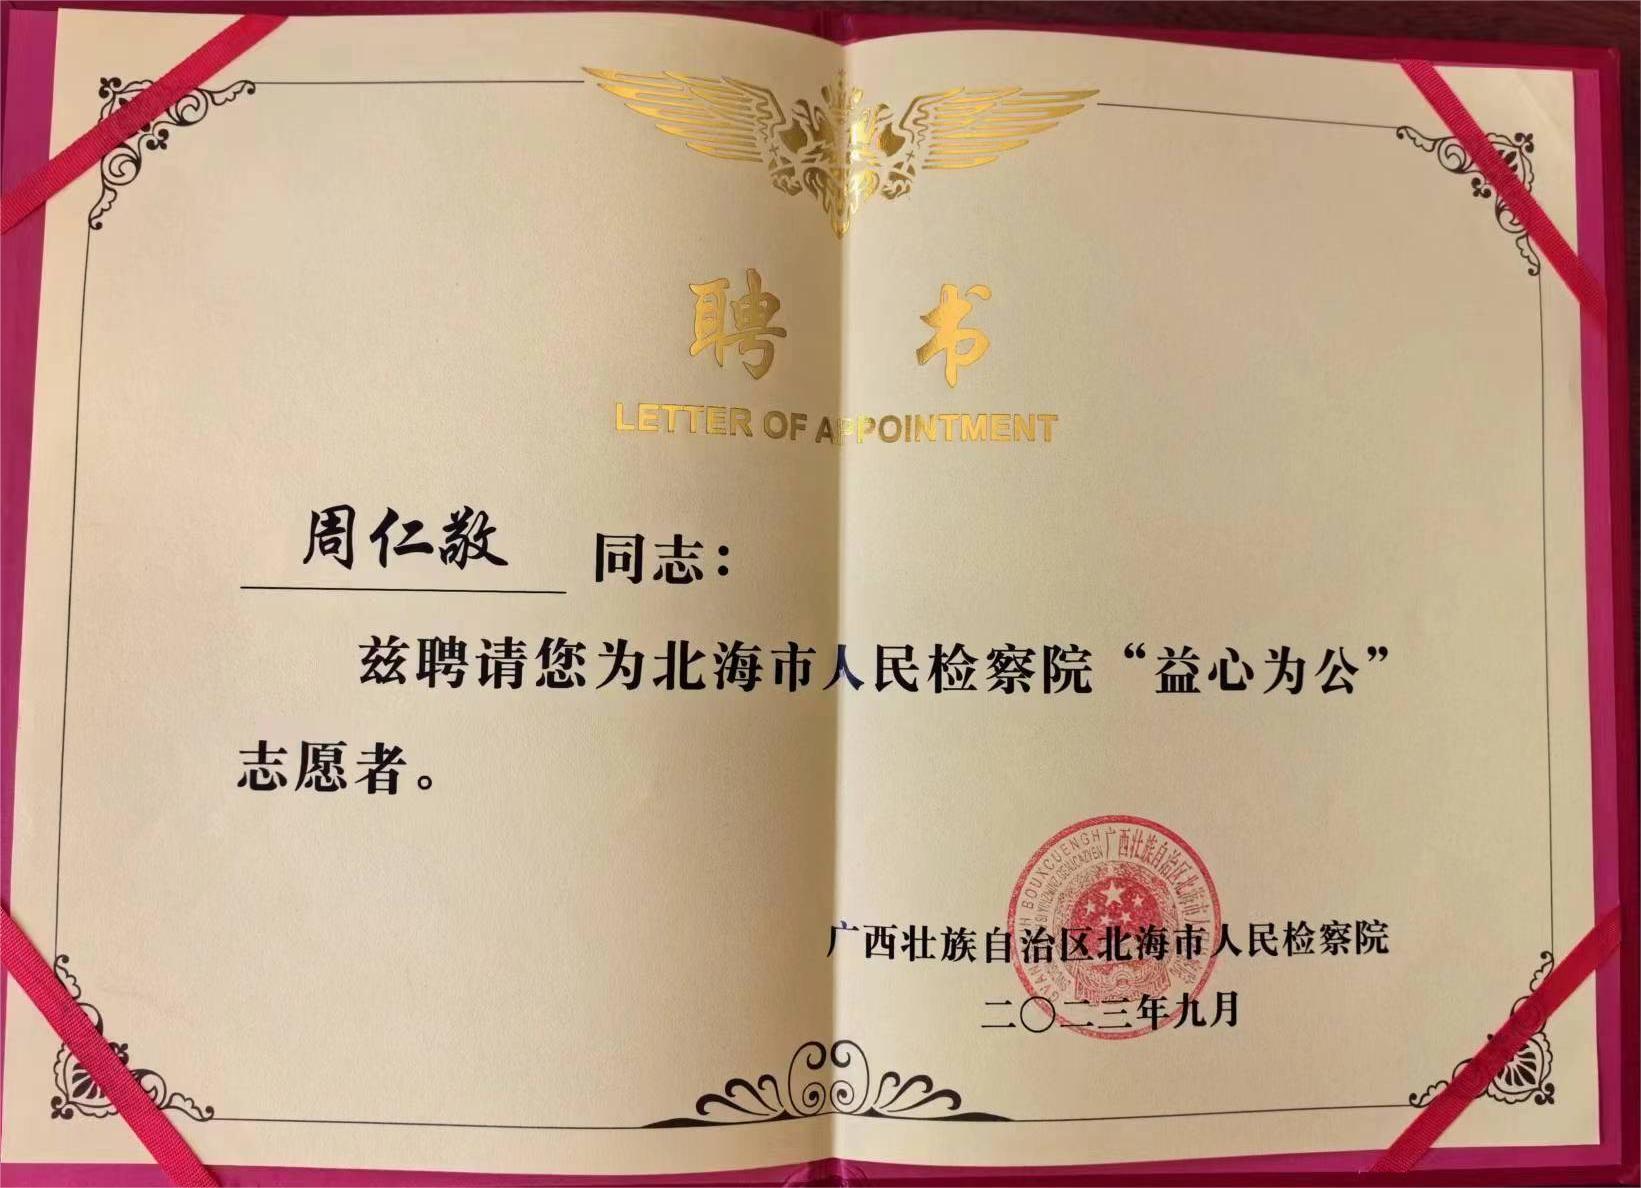 聘 书
LETTER OF APPOINTMENT
周仁敬 同志：
兹聘请您为北海市人民检察院“益心为公”
志愿者。
广西壮族自治区北海市人民检察院
二〇二三年九月